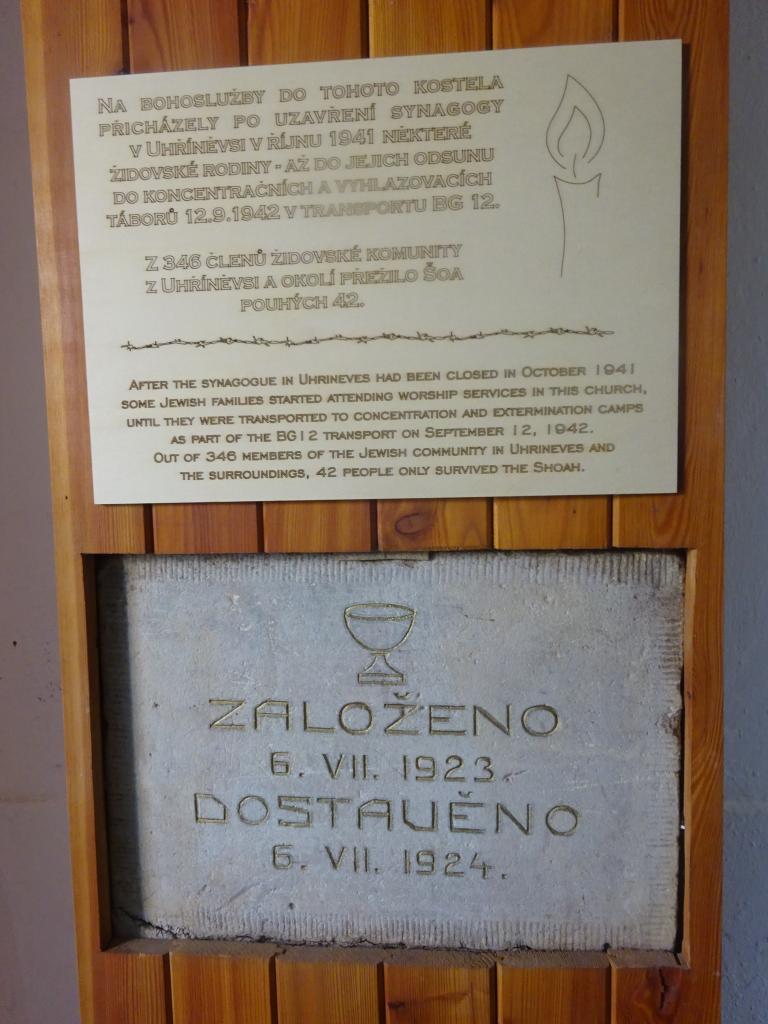 Na bohoslužby do tohoto kostela
přicházely po uzavření synagogy
v Uhříněvsi v říjnu 1941 některé
židovské rodiny - až do jejich odsunu
do koncentračních a vyhlazovacích
táborů 12.9.1942 v transportu BG 12.
Z 346 členů židovské komunity
z Uhříněvsi a okolí přežilo Šoa
pouhých 42.
After the synagogue in Uhrineves had been closed in October 1941
some Jewish families started attending worship services in this church,
until they were transported to concentration and extermination camps
as part of the BG12 transport on September 12, 1942.
Out of 346 members of the Jewish community in Uhrineves and
the surroundings, 42 people only survived the Shoah.
ZALOŽENO
6. VII. 1923.
DOSTAVĚNO
6. VII. 1924.